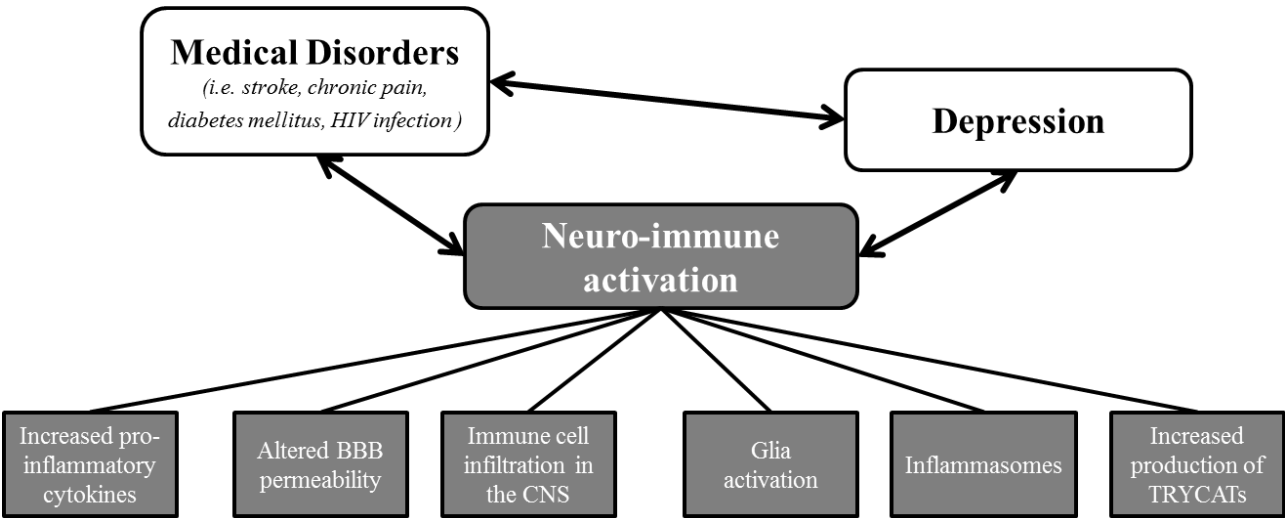 Medical Disorders
(i.e. stroke, chronic pain,
diabetes mellitus, HIV infection)
Depression
Neuro-immune
activation
Increased pro-
inflammatory
cytokines
Altered BBB
permeability
Immune cell
infiltration in
the CNS
Glia
activation
Inflammasomes
Increased
production of
TRYCATs